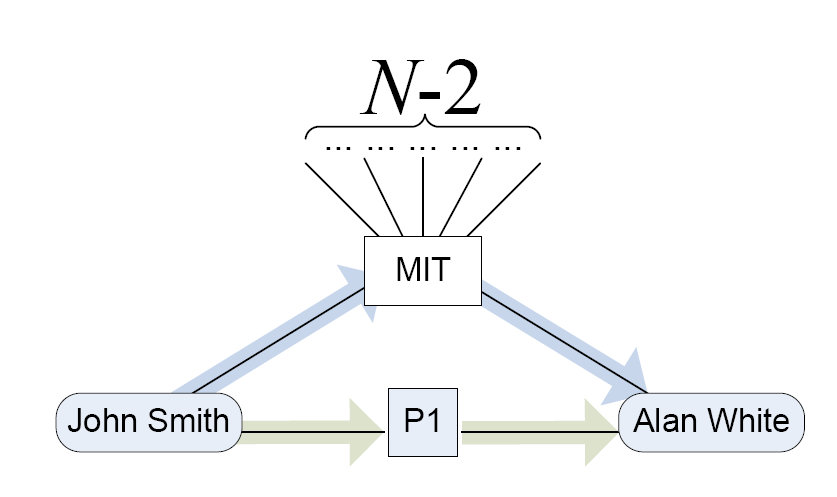 N-2
... ... ... ... ...
MIT
John Smith
P1
Alan White